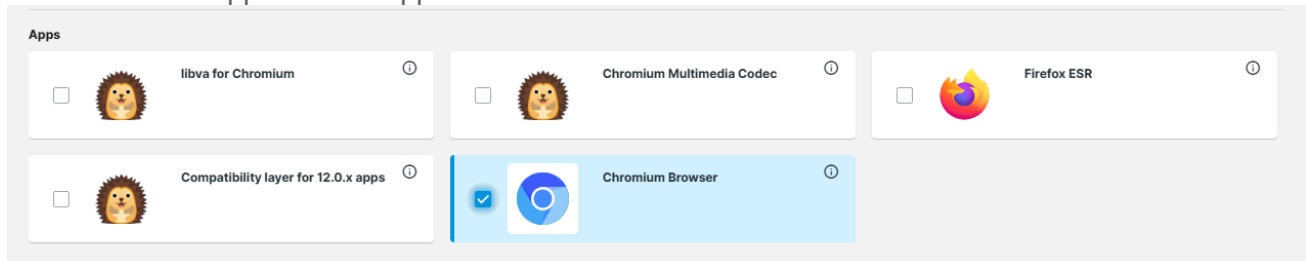 Apps
libva for Chromium
Chromium Multimedia Codec
Firefox ESR
Compatibility layer for 12.0.x apps
Chromium Browser